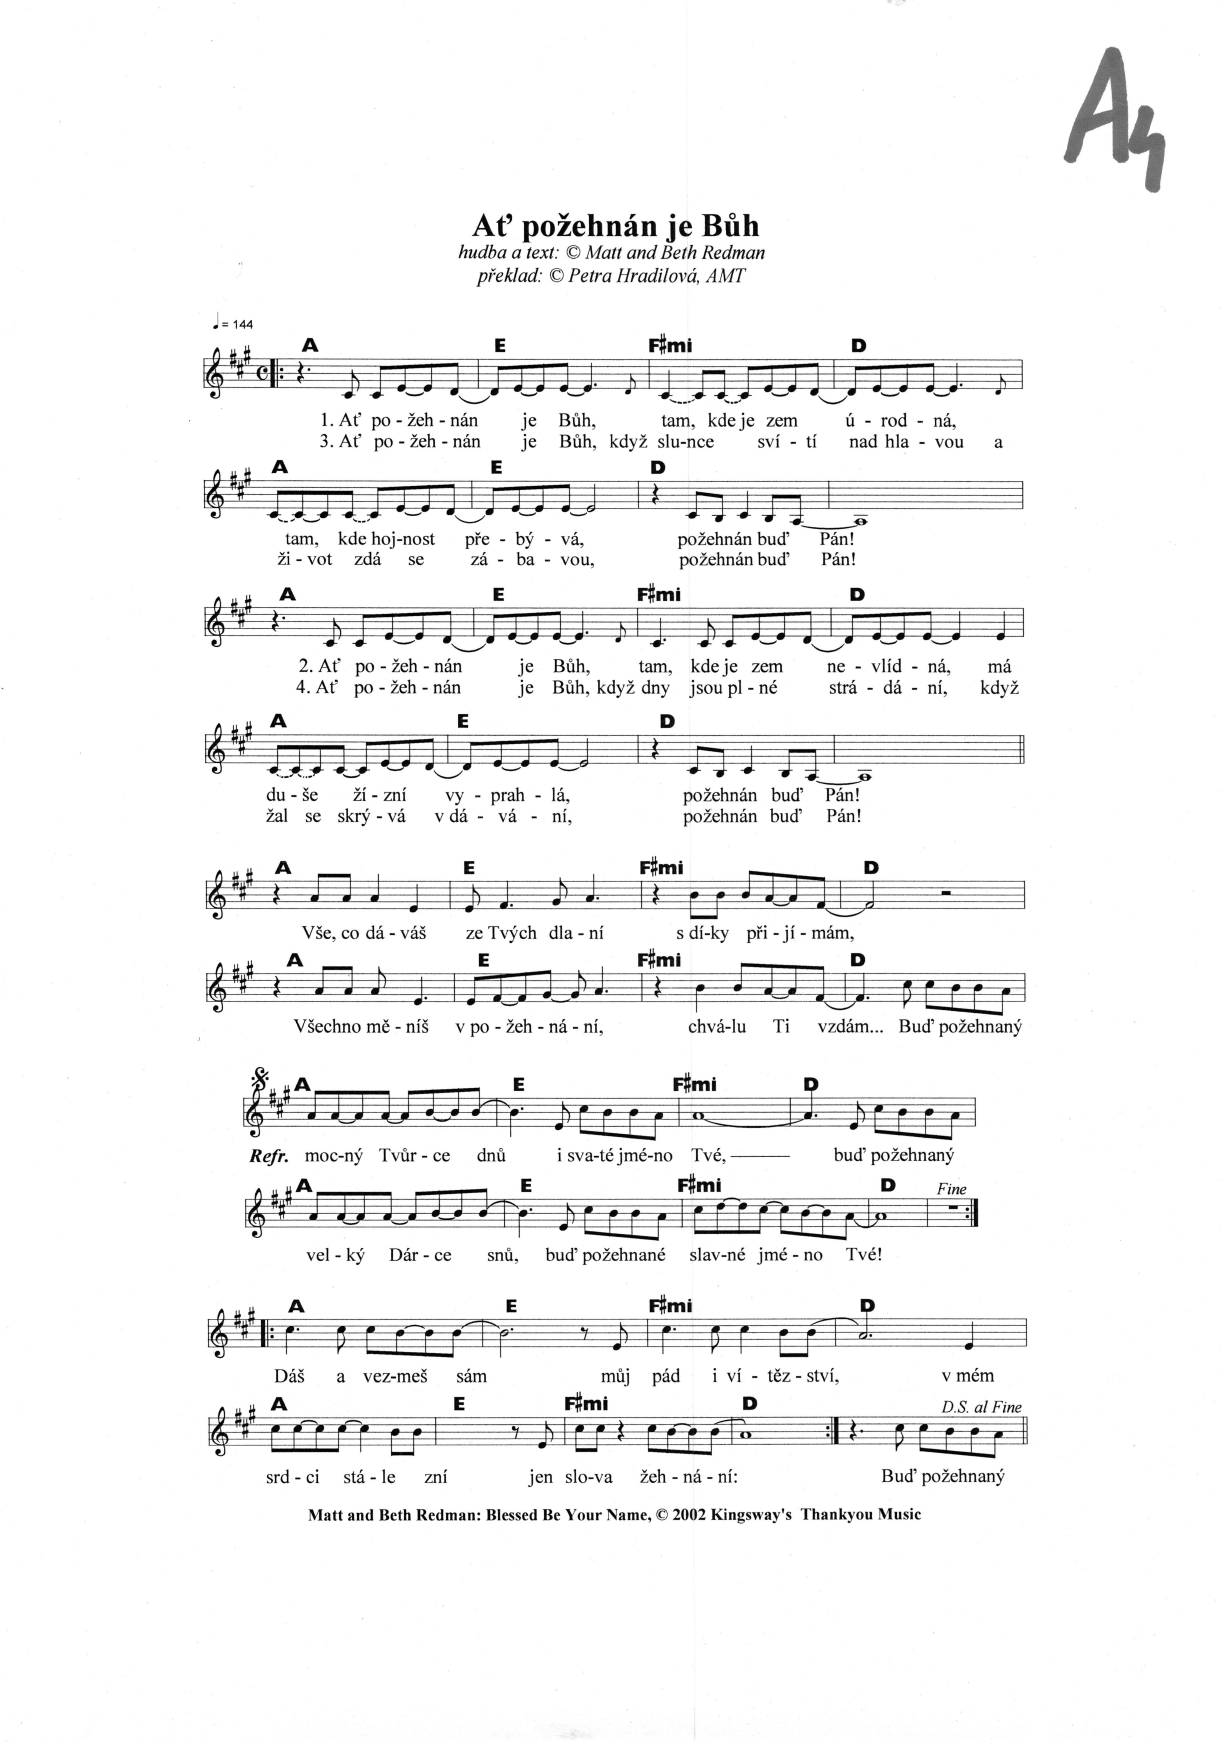 A4
Ať požehnán je Bůh
hudba a text: © Matt and Beth Redman
překlad: © Petra Hradilová, AMT
♩ = 144
A E F#mi D
1. Ať po - žeh - nán je Bůh, tam, kde je zem ú - rod - ná,
3. Ať po - žeh - nán je Bůh, když slu-nce sví - tí nad hla - vou a
A E D
tam, kde hoj-nost pře - bý - vá, požehnán buď Pán!
ži - vot zdá se zá - ba - vou, požehnán buď Pán!
A E F#mi D
2. Ať po - žeh - nán je Bůh, tam, kde je zem ne - vlíd - ná, má
4. Ať po - žeh - nán je Bůh, když dny jsou pl - né strá - dá - ní, když
A E D
du - še ží - zní vy - prah - lá, požehnán buď Pán!
žal se skrý - vá v dá - vá - ní, požehnán buď Pán!
A E F#mi D
Vše, co dá - váš ze Tvých dla - ní s dí-ky při - jí - mám,
A E F#mi D
Všechno mě - níš v po - žeh - ná - ní, chvá-lu Ti vzdám... Buď požehnaný
A E F#mi D
Refr. moc-ný Tvůr - ce dnů i sva-té jmé-no Tvé, buď požehnaný
A E F#mi D Fine
vel - ký Dár - ce snů, buď požehnané slav-né jmé - no Tvé!
A E F#mi D
Dáš a vez-meš sám můj pád i ví - těz - ství, v mém
A E F#mi D D.S. al Fine
srd - ci stá - le zní jen slo-va žeh - ná - ní: Buď požehnaný
Matt and Beth Redman: Blessed Be Your Name, © 2002 Kingsway's Thankyou Music